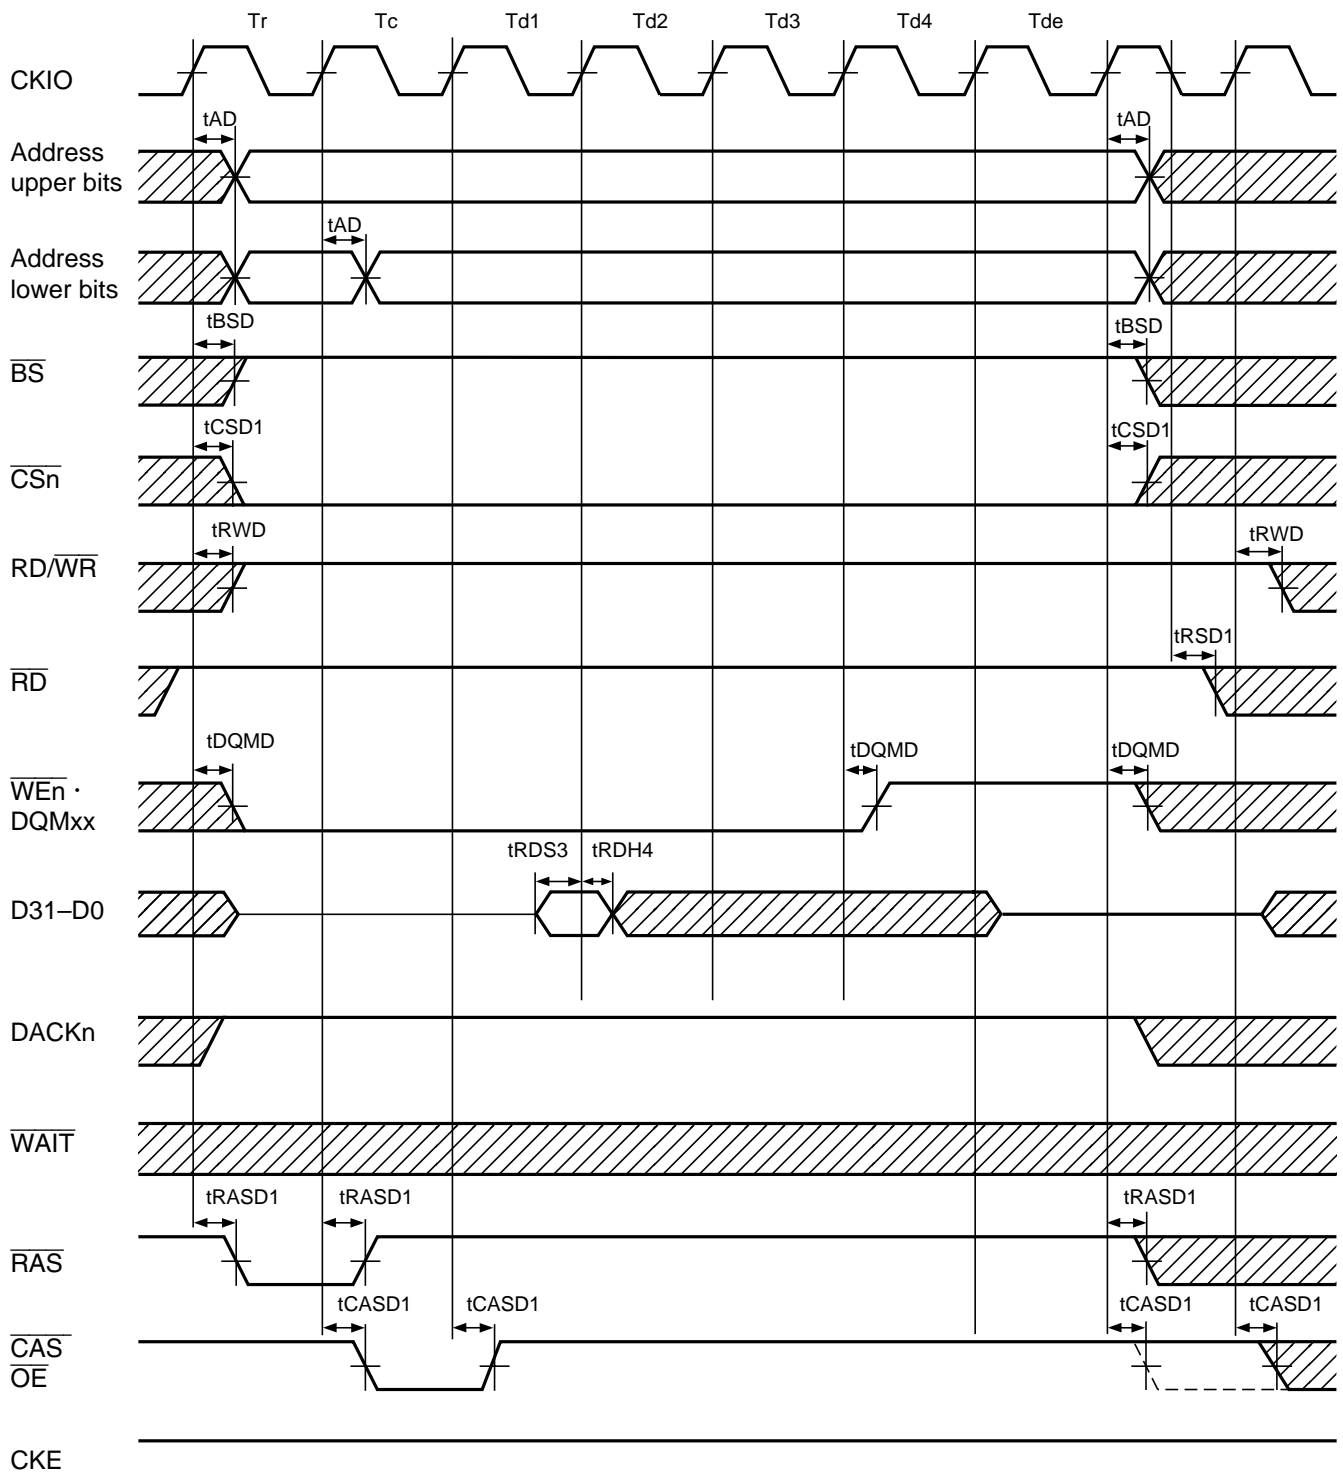 Tr Tc Td1 Td2 Td3 Td4 Tde
CKIO
tAD tAD
Address
upper bits
tAD
Address
lower bits
tBSD tBSD
BS
tCSD1 tCSD1
CSn
tRWD tRWD
RD/WR
tRSD1
RD
tDQMD tDQMD tDQMD
WEn ·
DQMxx
tRDS3 tRDH4
D31–D0
DACKn
WAIT
tRASD1 tRASD1 tRASD1
RAS
tCASD1 tCASD1 tCASD1 tCASD1
CAS
OE
CKE